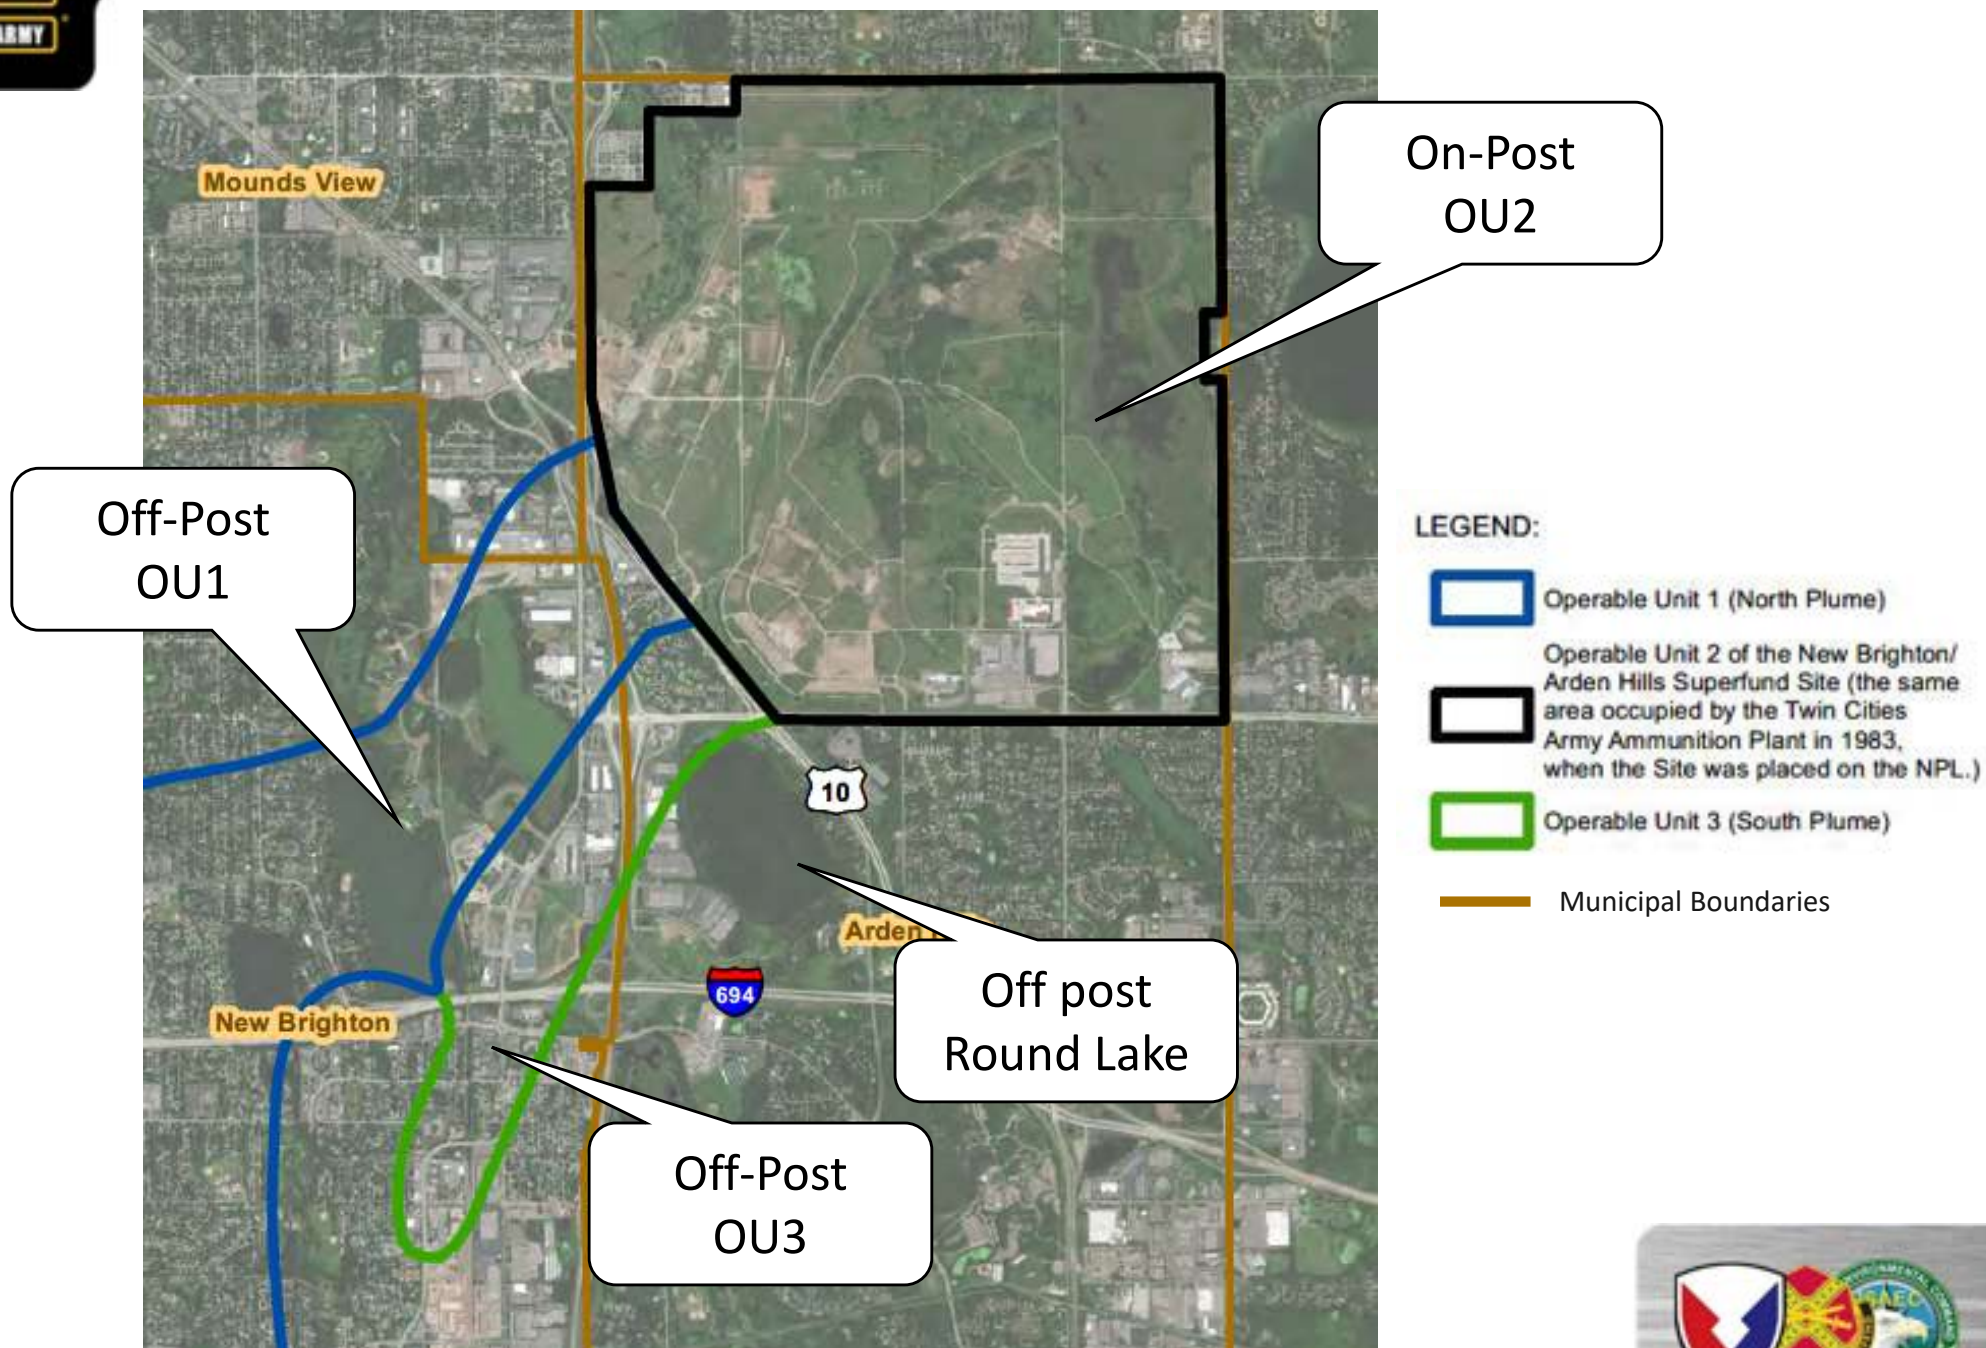 ARMY
Mounds View
On-Post
OU2
Off-Post
OU1
LEGEND:
Operable Unit 1 (North Plume)
Operable Unit 2 of the New Brighton/
Arden Hills Superfund Site (the same
area occupied by the Twin Cities
Army Ammunition Plant in 1983,
when the Site was placed on the NPL.)
Operable Unit 3 (South Plume)
Municipal Boundaries
10
Arden
694
Off post
Round Lake
New Brighton
Off-Post
OU3